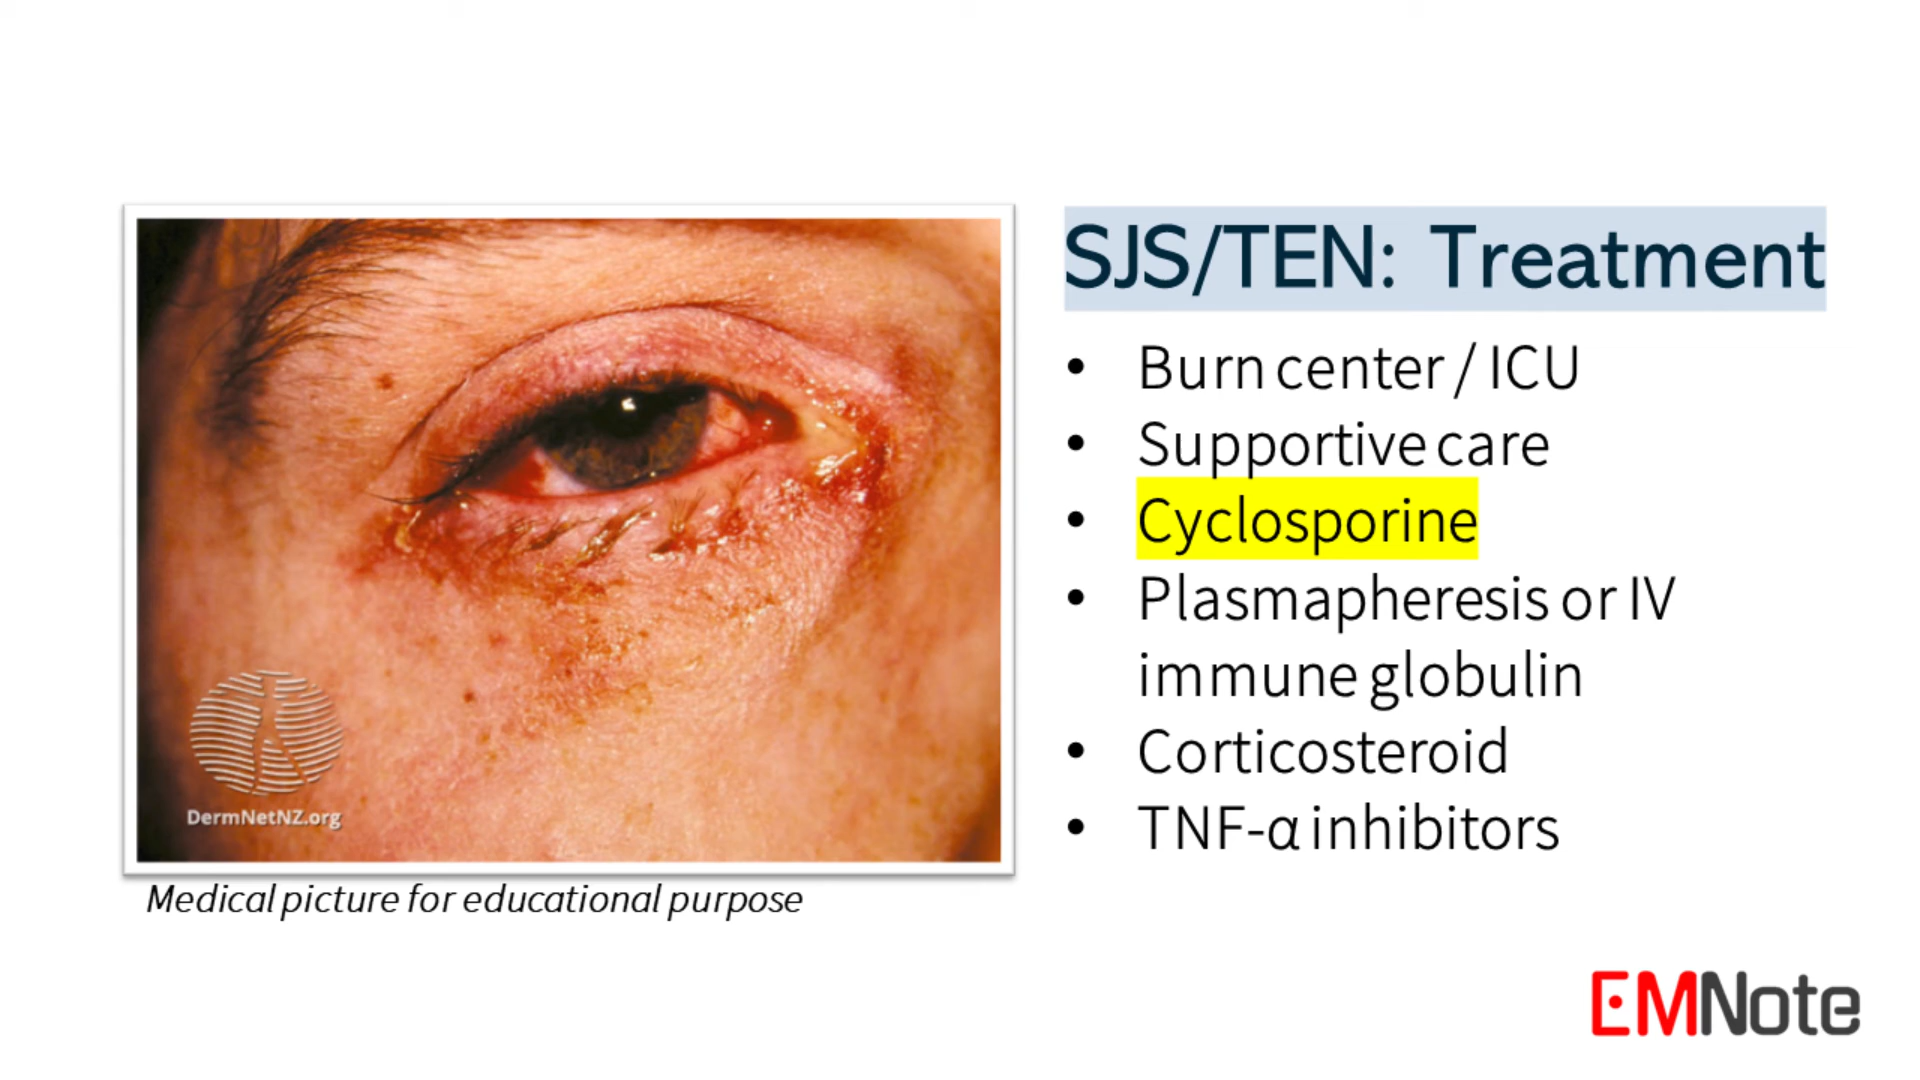 SJS/TEN: Treatment
• Burn center / ICU
• Supportive care
• Cyclosporine
• Plasmapheresis or IV
immune globulin
• Corticosteroid
• TNF-α inhibitors
DermNetNZ.org
Medical picture for educational purpose
EMNote